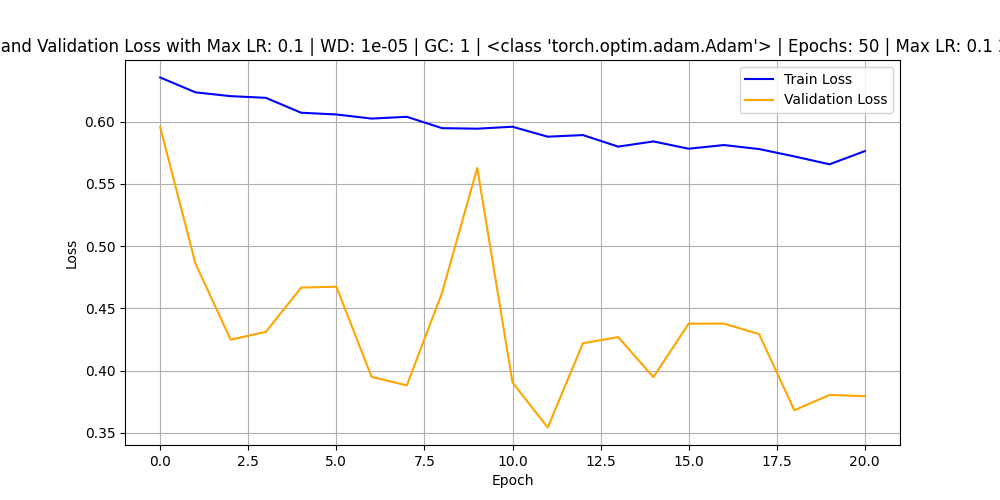 and Validation Loss with Max LR: 0.1 | WD: 1e-05 | GC: 1 | <class 'torch.optim.adam.Adam'> | Epochs: 50 | Max LR: 0.1
Train Loss
Validation Loss
Loss
0.60
0.55
0.50
0.45
0.40
0.35
0.0 2.5 5.0 7.5 10.0 12.5 15.0 17.5 20.0
Epoch